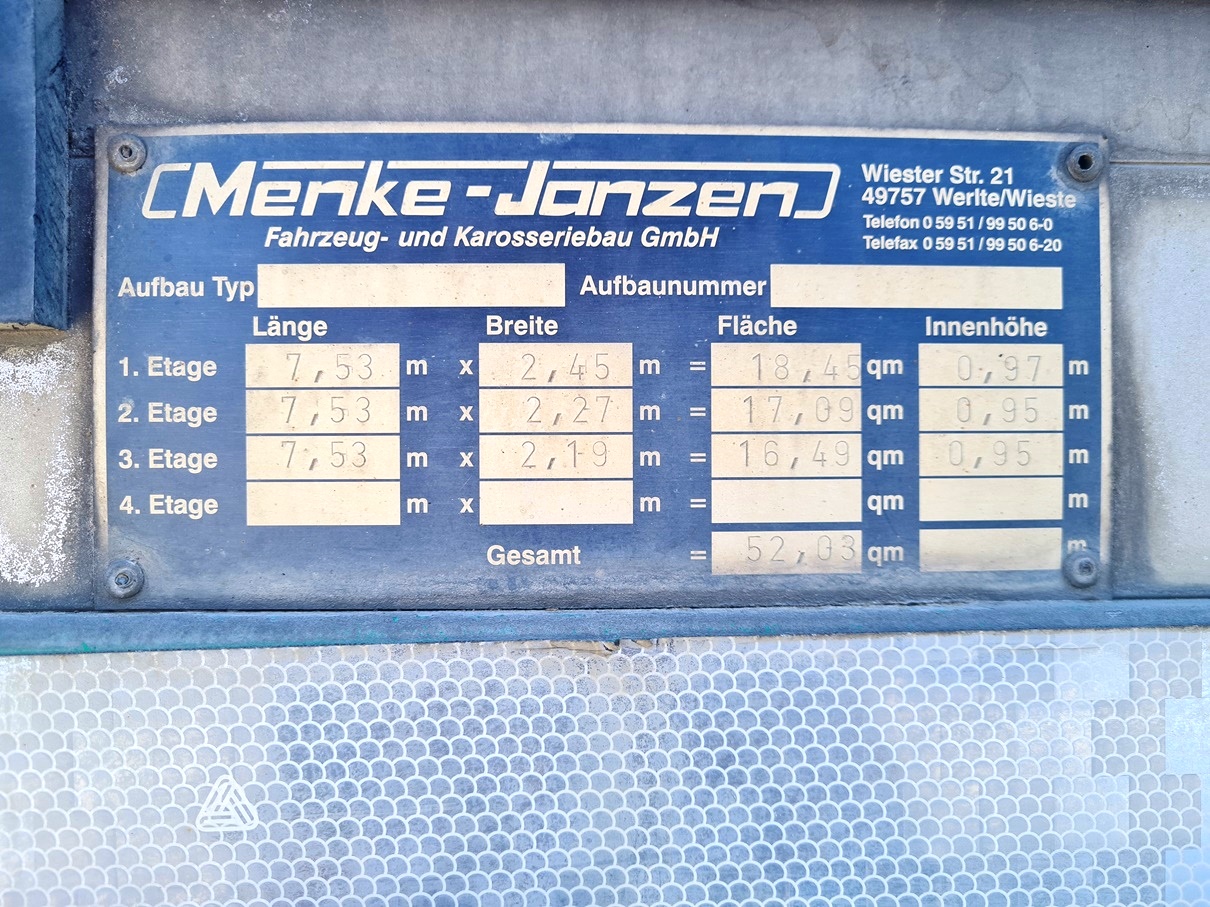 Menke-Janzen
Fahrzeug- und Karosseriebau GmbH
Wiester Str. 21
49757 Werlte/Wieste
Telefon 0 59 51 / 99 50 6-0
Telefax 0 59 51 / 99 50 6-20
Aufbau Typ Aufbaunummer
Länge Breite Fläche Innenhöhe
1. Etage 7,53 m x 2,45 m = 18,45 qm 0,97 m
2. Etage 7,53 m x 2,27 m = 17,09 qm 0,95 m
3. Etage 7,53 m x 2,19 m = 16,49 qm 0,95 m
4. Etage m x m = qm m
Gesamt = 52,03 qm m